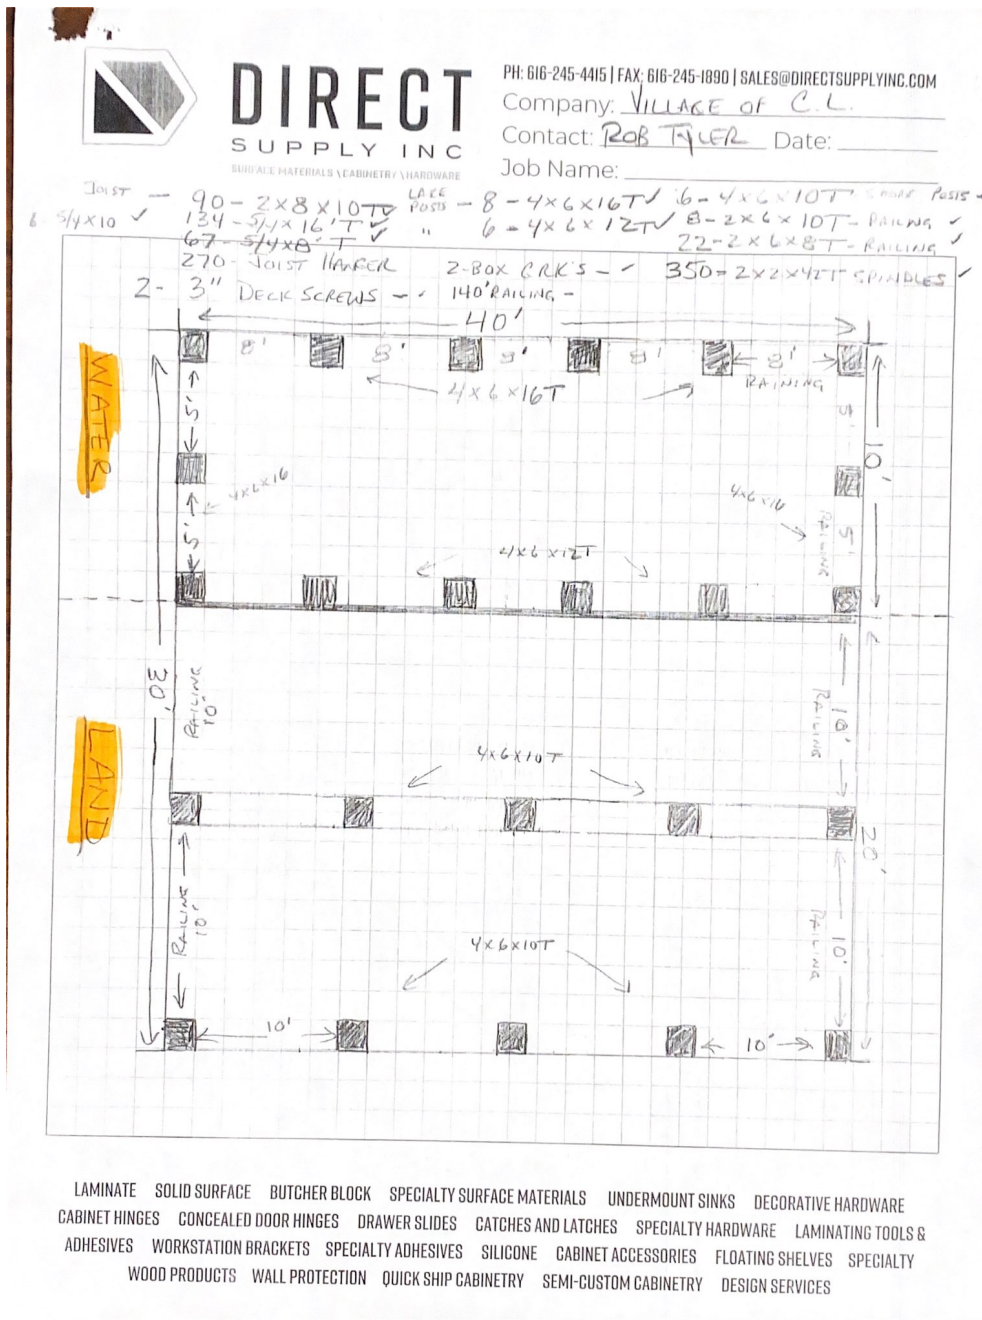 DIRECT
SUPPLY INC
SURFACE MATERIALS \ CABINETRY \ HARDWARE
PH: 616-245-4415 | FAX: 616-245-1890 | SALES@DIRECTSUPPLYINC.COM
Company: VILLAGE OF C.L.
Contact: ROB TYLER Date:
Job Name:
JOIST — 90 - 2x8x10T✓ LAKE POSTS - 8 - 4x6x16T✓ 6 - 4x6x10T SHORE POSTS -
5/4x10 ✓ 134 - 5/4x16'T ✓ " 6 - 4x6x12T✓ 8 - 2x6x10T - RAILING ✓
67 - 5/4x8' T ✓ 22 - 2x6x8T - RAILING ✓
270 - JOIST HANGER 2 - BOX CRK'S - ✓ 350 - 2x2x42T SPINDLES ✓
2 - 3" DECK SCREWS - ✓ 140' RAILING -
40'
8' 8' 8' 8' 8'
RAINING
4x6x16T
WATER
5'
5'
10'
4x6x16
4x6x16
5'
5'
RAILING
4x6x12T
30'
RAILING
10'
RAILING
10'
4x6x10T
LAND
20'
RAILING
10'
RAILING
10'
4x6x10T
10'
10'
LAMINATE SOLID SURFACE BUTCHER BLOCK SPECIALTY SURFACE MATERIALS UNDERMOUNT SINKS DECORATIVE HARDWARE
CABINET HINGES CONCEALED DOOR HINGES DRAWER SLIDES CATCHES AND LATCHES SPECIALTY HARDWARE LAMINATING TOOLS &
ADHESIVES WORKSTATION BRACKETS SPECIALTY ADHESIVES SILICONE CABINET ACCESSORIES FLOATING SHELVES SPECIALTY
WOOD PRODUCTS WALL PROTECTION QUICK SHIP CABINETRY SEMI-CUSTOM CABINETRY DESIGN SERVICES